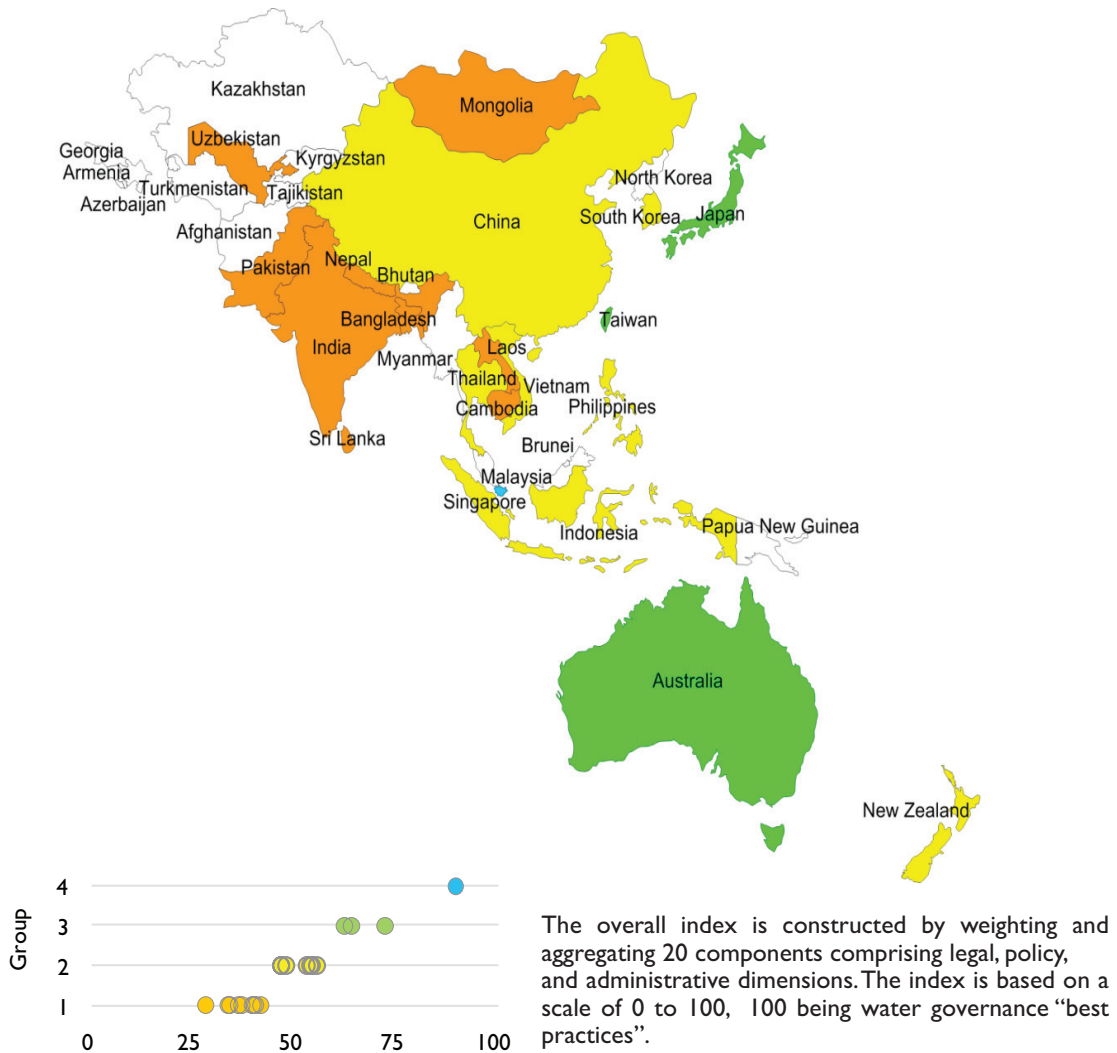 Kazakhstan
Mongolia
Uzbekistan
Georgia
Kyrgyzstan
Armenia
North Korea
Turkmenistan
Tajikistan
Azerbaijan
South Korea
Japan
China
Afghanistan
Nepal
Pakistan
Bhutan
Bangladesh
Taiwan
India
Laos
Myanmar
Thailand
Vietnam
Cambodia
Philippines
Sri Lanka
Brunei
Malaysia
Singapore
Papua New Guinea
Indonesia
Australia
New Zealand
Group
4
3
2
1
0 25 50 75 100
The overall index is constructed by weighting and
aggregating 20 components comprising legal, policy,
and administrative dimensions. The index is based on a
scale of 0 to 100, 100 being water governance “best
practices”.